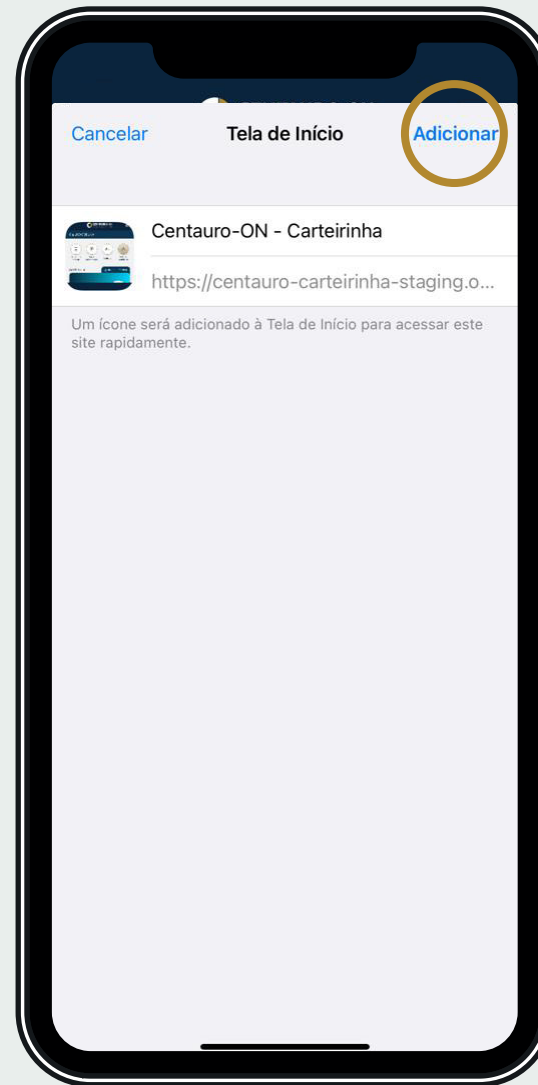 Cancelar Tela de Início Adicionar
Centauro-ON - Carteirinha
https://centauro-carteirinha-staging.o...
Um ícone será adicionado à Tela de Início para acessar este
site rapidamente.